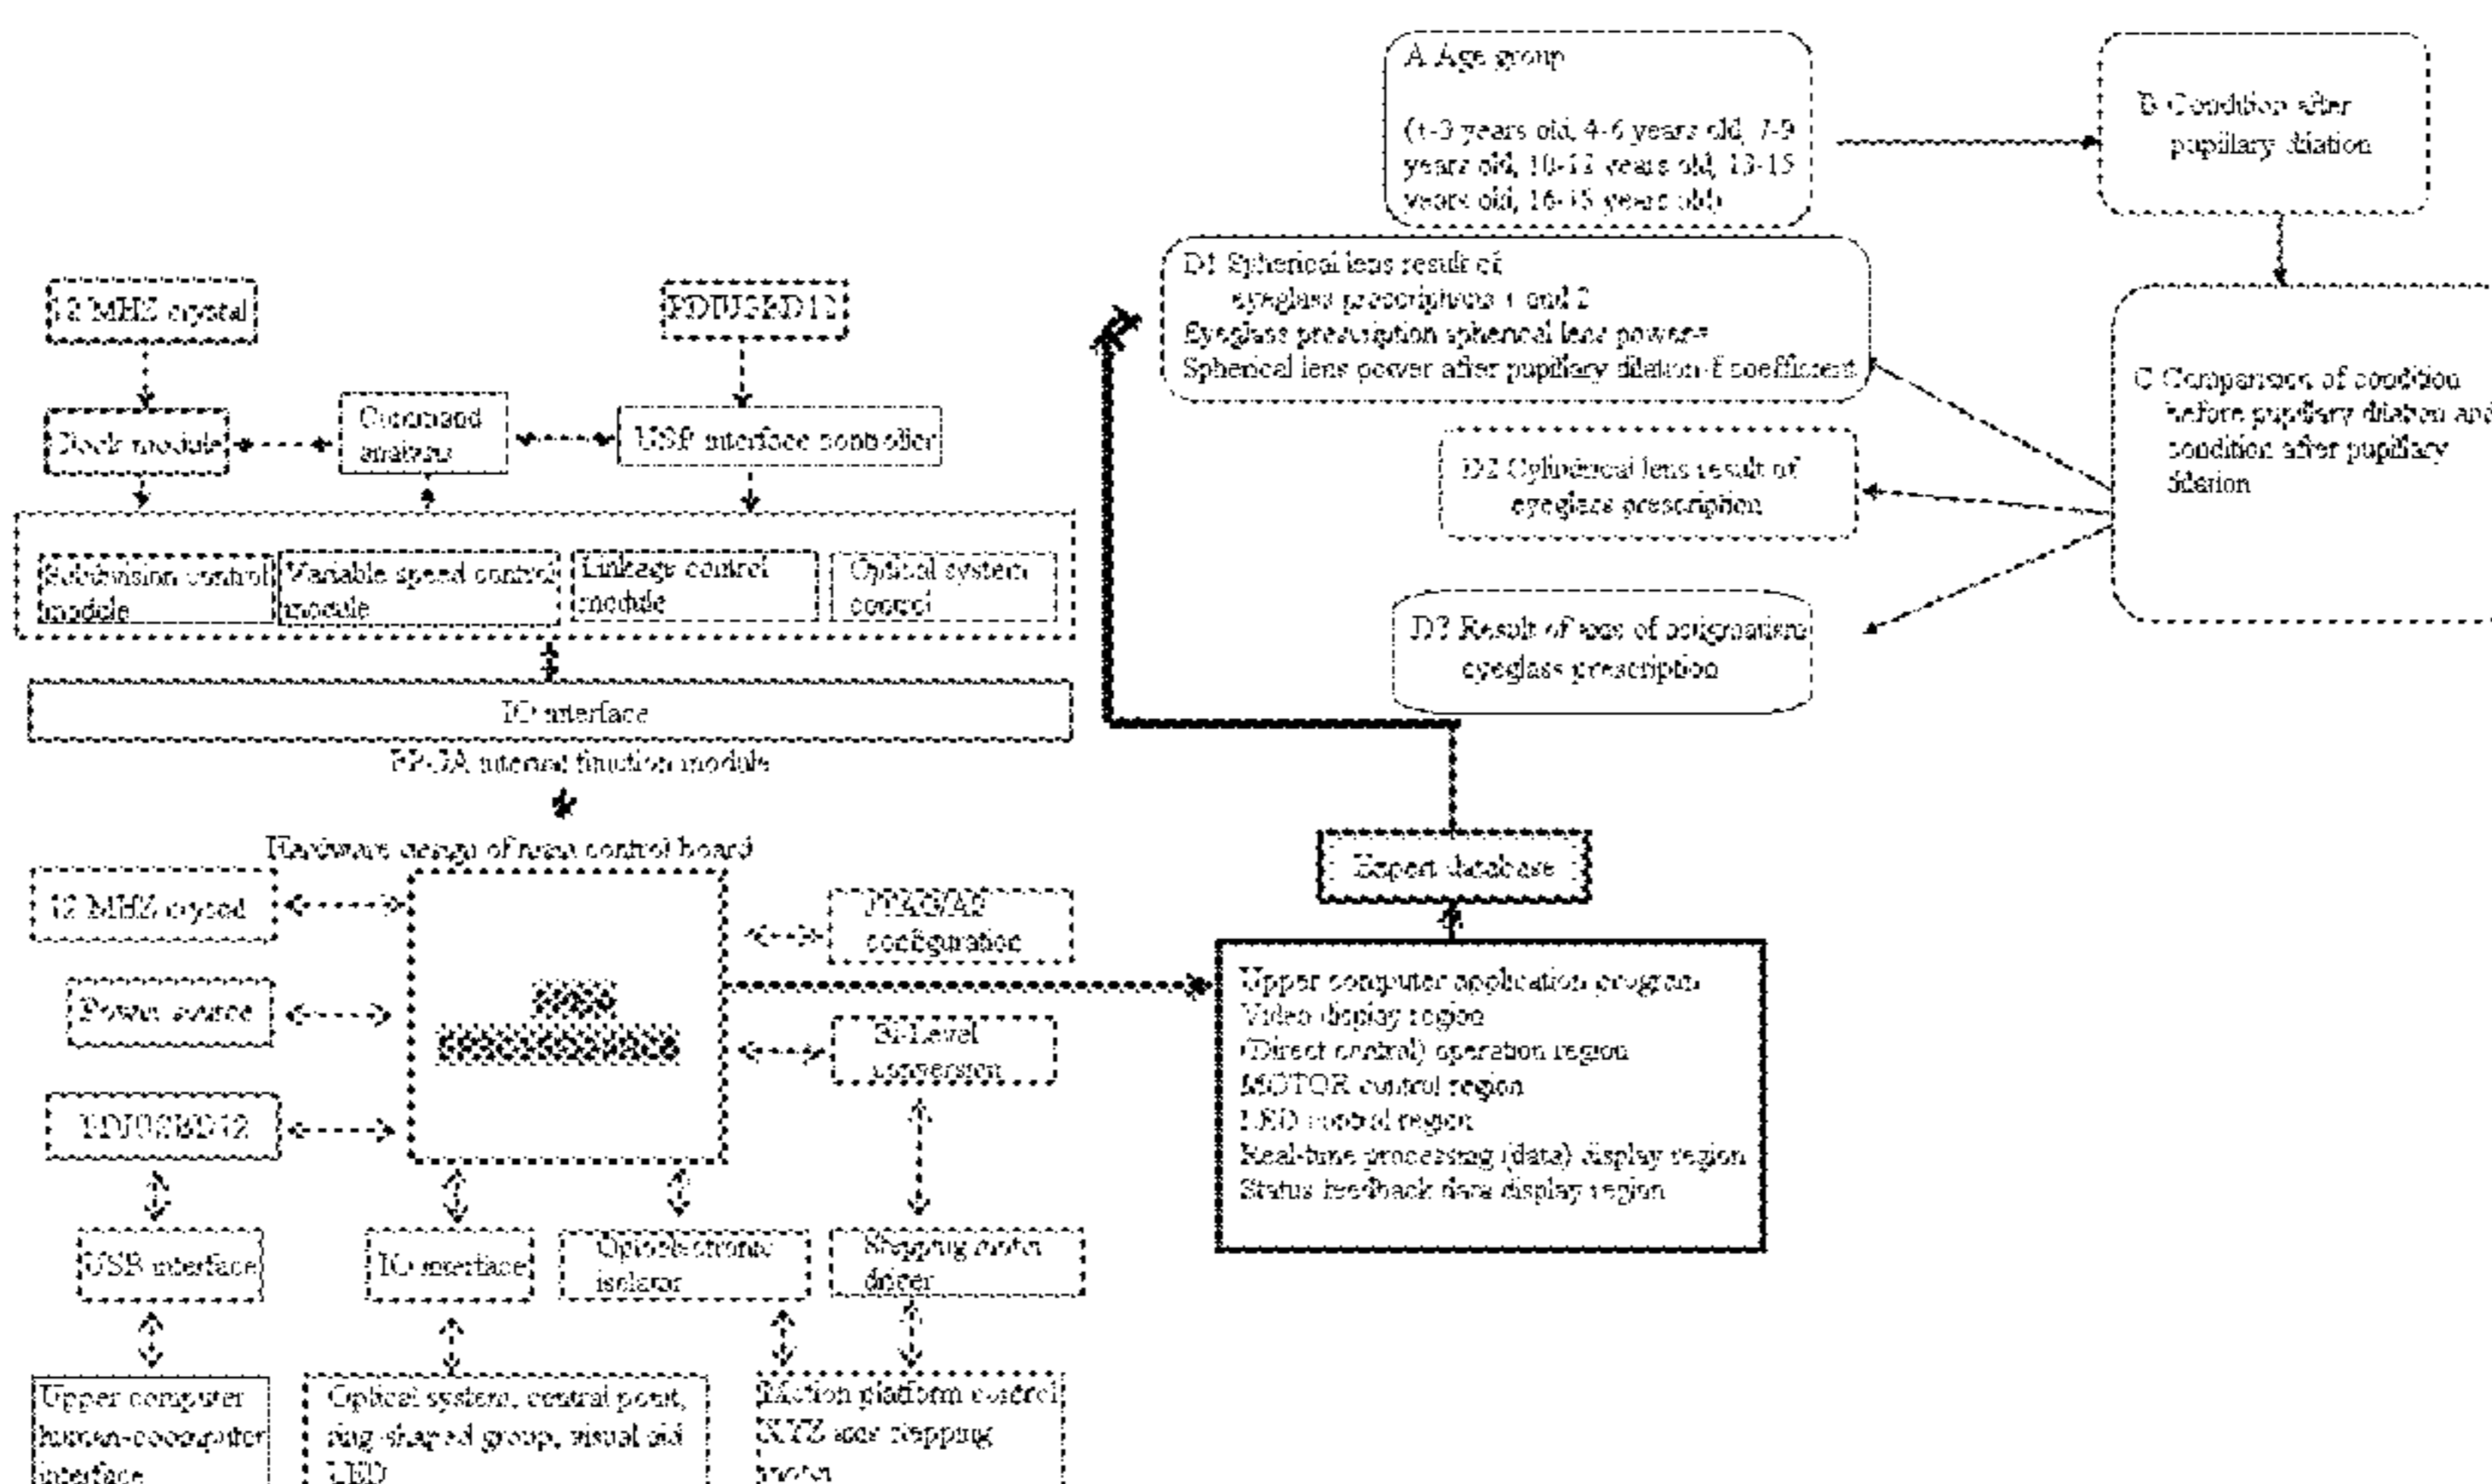 A Age group
(1-3 years old, 4-6 years old, 7-9
years old, 10-12 years old, 13-15
years old, 16-18 years old)
B Condition after
pupillary dilation
C Comparision of condition
before pupillary dilation and
condition after pupillary
dilation
D1 Spherical lens result of
eyeglass prescriptions 1 and 2
Eyeglass prescription spherical lens power=
Spherical lens power after pupillary dilation-f coefficient
D2 Cylindrical lens result of
eyeglass prescription
D3 Result of axis of astigmatism
eyeglass prescription
12 MHZ crystal
PDIUSBD12
Clock module
Command
analysis
USB interface controller
Subdivision control
module
Variable speed control
module
Linkage control
module
Optical system
control
IO interface
FPGA internal function module
Hardware design of main control board
12 MHZ crystal
Power source
PDIUSBD12
JTAG/AS
configuration
Bi-Level
conversion
USB interface
IO interface
Optoelectronic
isolator
Stepping motor
driver
Upper computer
human-coomputer
interface
Optical system, central point,
ring-shaped group, visual aid
LED
Motion platform control
XYZ axis stepping
motor
Expert database
Upper computer application program
Video display region
(Direct control) operation region
MOTOR control region
LED control region
Real-time processing (data) display region
Status feedback data display region